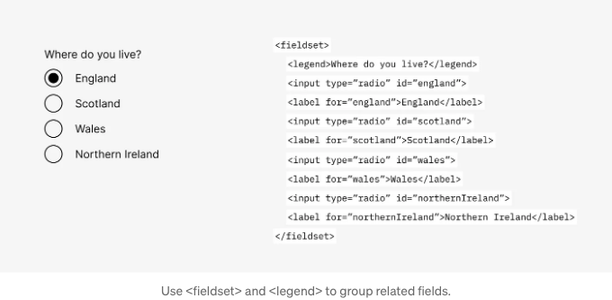 Where do you live?
England
Scotland
Wales
Northern Ireland
<fieldset>
<legend>Where do you live?</legend>
<input type="radio" id="england">
<label for="england">England</label>
<input type="radio" id="scotland">
<label for="scotland">Scotland</label>
<input type="radio" id="wales">
<label for="wales">Wales</label>
<input type="radio" id="northernIreland">
<label for="northernIreland">Northern Ireland</label>
</fieldset>
Use <fieldset> and <legend> to group related fields.